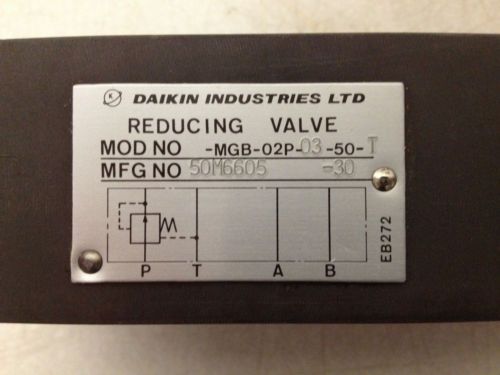 K DAIKIN INDUSTRIES LTD
REDUCING VALVE
MOD NO -MGB-02P-03-50-T
MFG NO 50M6605 -30
P T A B
EB272